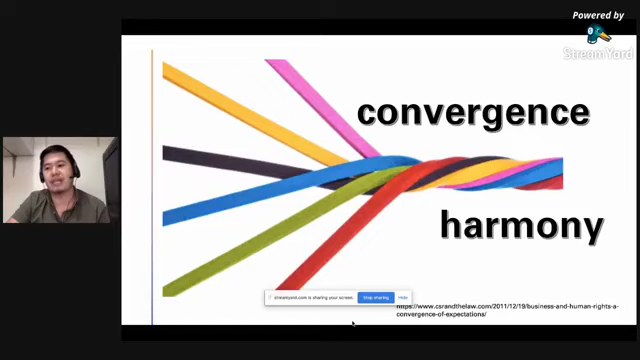 Powered by
StreamYard
convergence
harmony
streamyard.com is sharing your screen. Stop sharing Hide
https://www.csrandthelaw.com/2011/12/19/business-and-human-rights-a-
convergence-of-expectations/